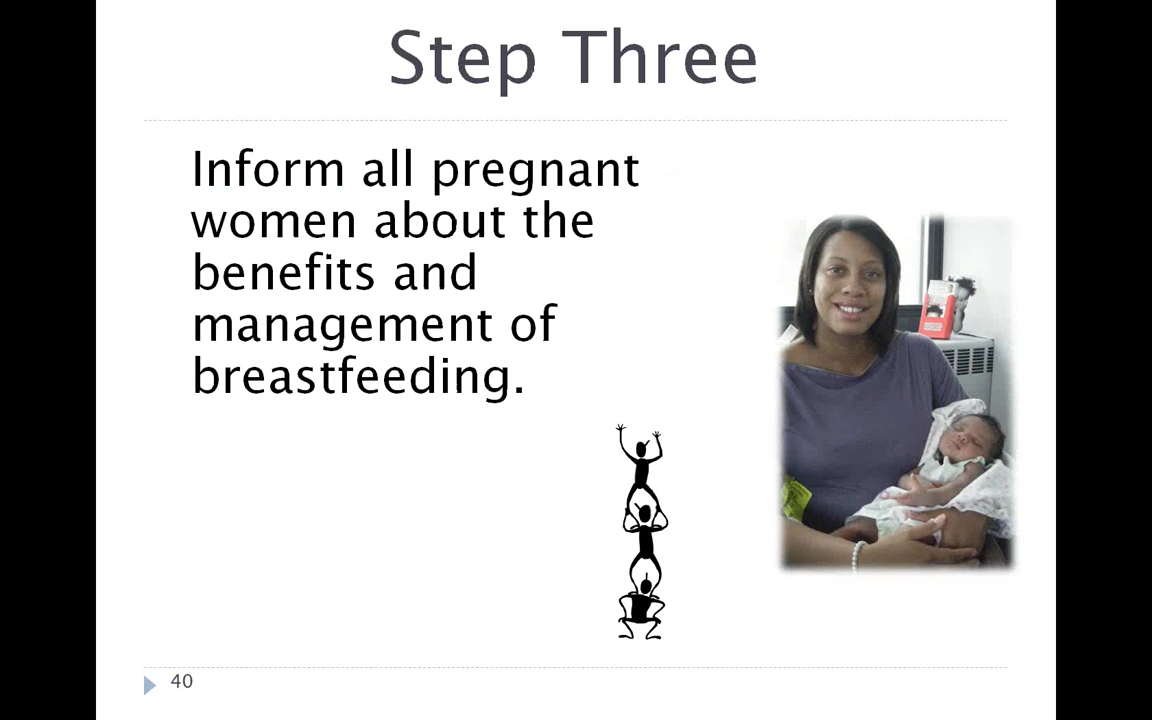 Step Three
Inform all pregnant
women about the
benefits and
management of
breastfeeding.
40